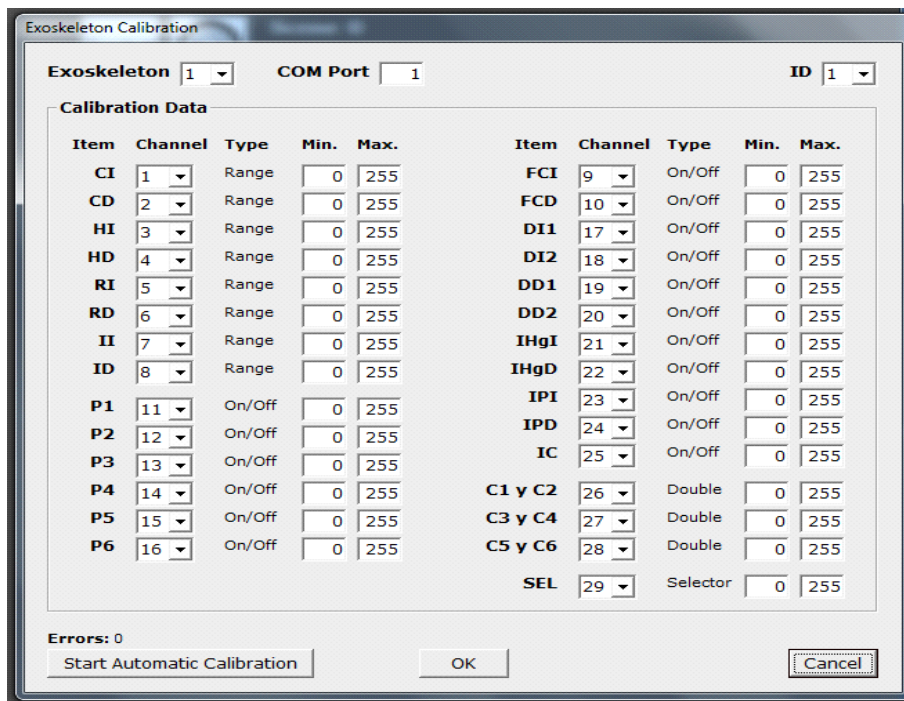 Exoskeleton Calibration
Exoskeleton 1 COM Port 1 ID 1
Calibration Data
Item Channel Type Min. Max. Item Channel Type Min. Max.
CI 1 Range 0 255 FCI 9 On/Off 0 255
CD 2 Range 0 255 FCD 10 On/Off 0 255
HI 3 Range 0 255 DI1 17 On/Off 0 255
HD 4 Range 0 255 DI2 18 On/Off 0 255
RI 5 Range 0 255 DD1 19 On/Off 0 255
RD 6 Range 0 255 DD2 20 On/Off 0 255
II 7 Range 0 255 IHgI 21 On/Off 0 255
ID 8 Range 0 255 IHgD 22 On/Off 0 255
P1 11 On/Off 0 255 IPI 23 On/Off 0 255
P2 12 On/Off 0 255 IPD 24 On/Off 0 255
P3 13 On/Off 0 255 IC 25 On/Off 0 255
P4 14 On/Off 0 255 C1 y C2 26 Double 0 255
P5 15 On/Off 0 255 C3 y C4 27 Double 0 255
P6 16 On/Off 0 255 C5 y C6 28 Double 0 255
SEL 29 Selector 0 255
Errors: 0
Start Automatic Calibration OK Cancel